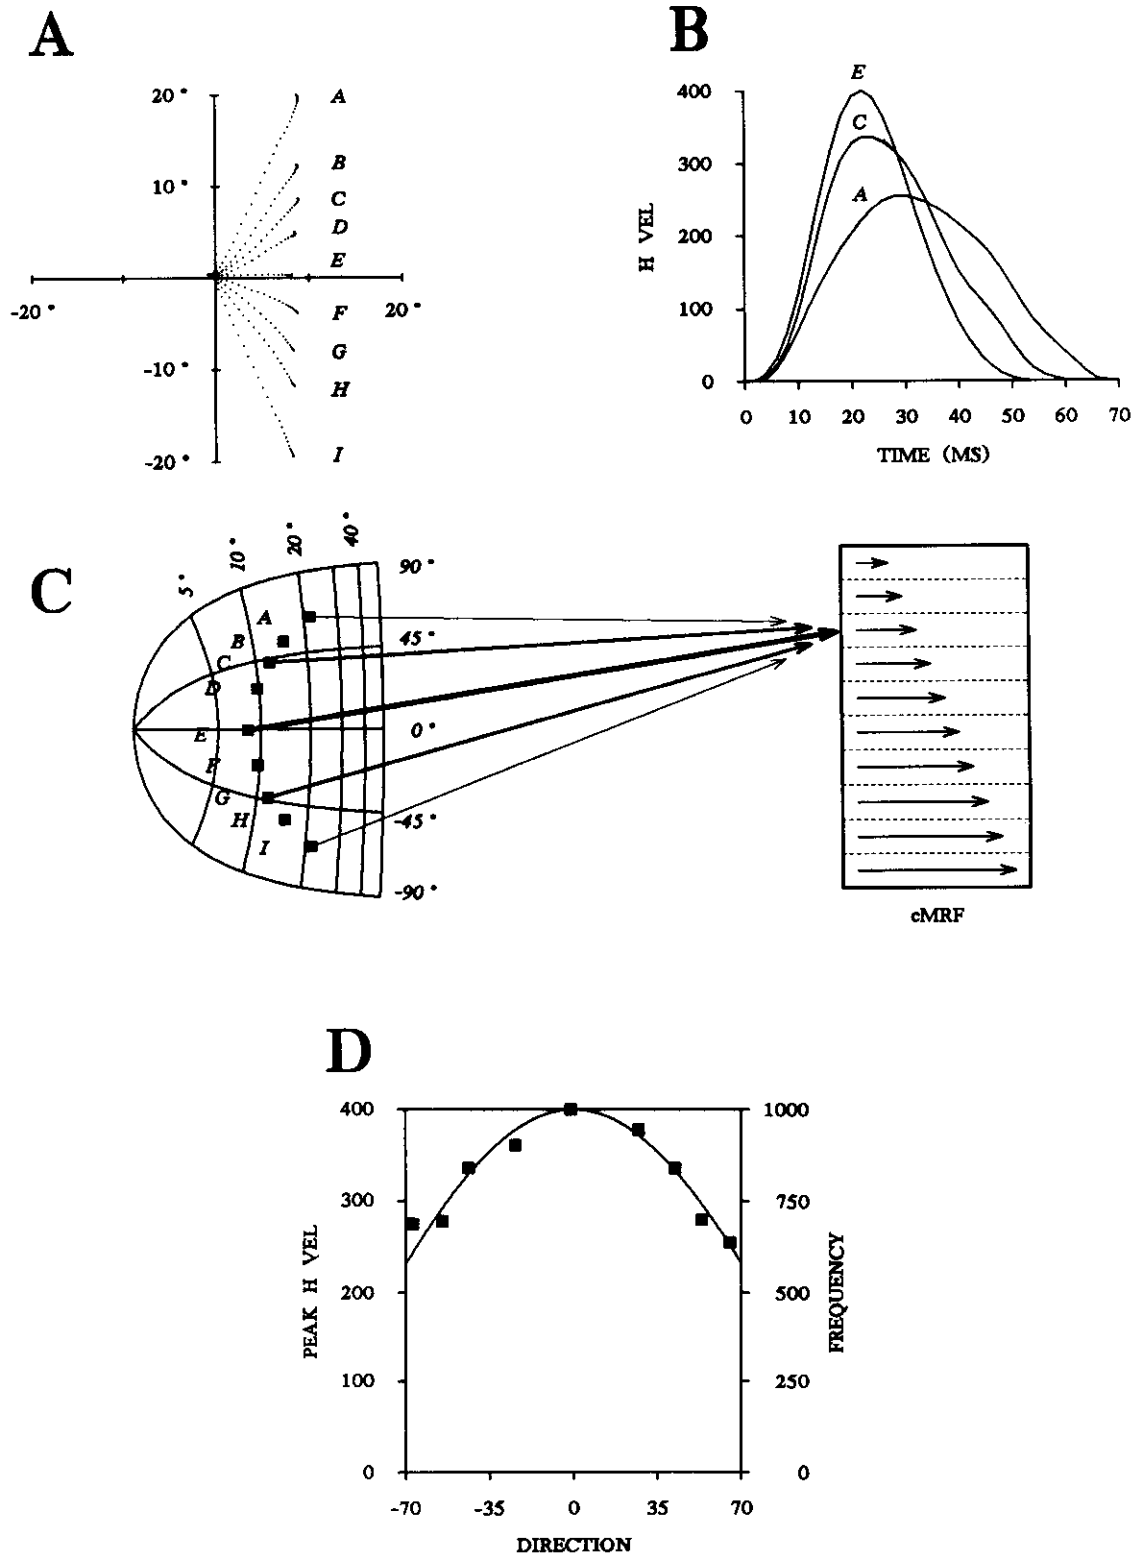 A
B
20°
10°
-20°
20°
-10°
-20°
A
B
C
D
E
F
G
H
I
H VEL
400
300
200
100
0
E
C
A
0 10 20 30 40 50 60 70
TIME (MS)
C
5°
10°
20°
40°
90°
45°
0°
-45°
-90°
A
B
C
D
E
F
G
H
I
cMRF
D
PEAK H VEL
400
300
200
100
0
1000
750
500
250
0
FREQUENCY
-70 -35 0 35 70
DIRECTION